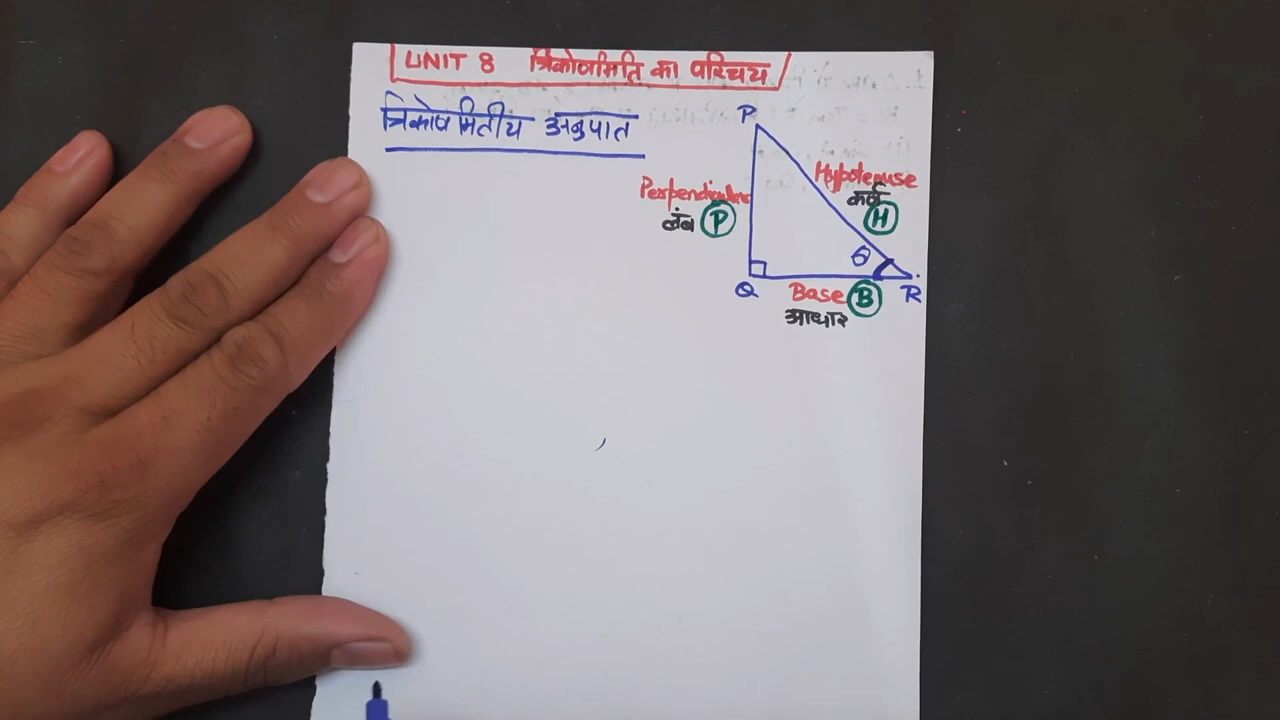 UNIT 8 त्रिकोणमिति का परिचय
त्रिकोणमितीय अनुपात
P
Hypotenuse
कर्ण
H
Perpendicular
लंब P
θ
Q
Base B
R
आधार